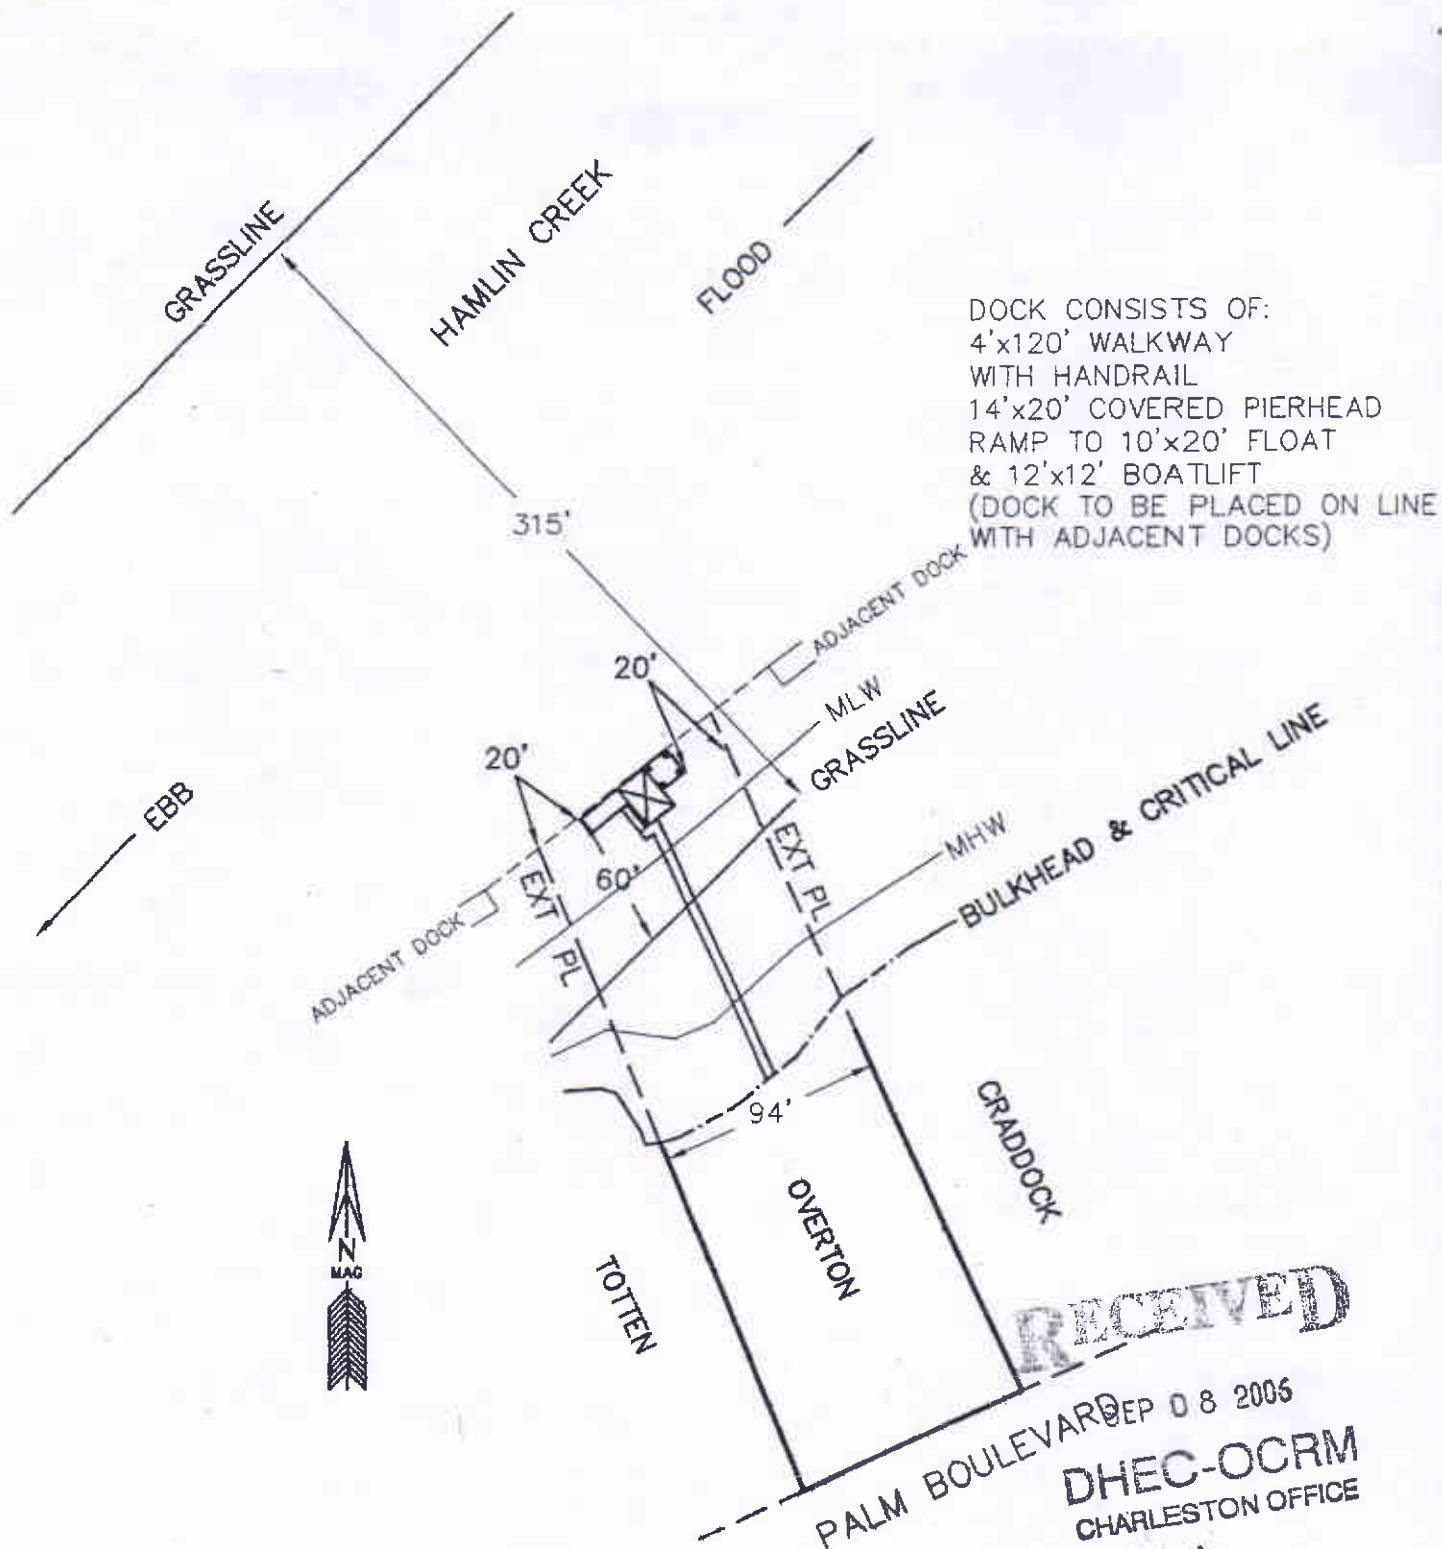 GRASSLINE
HAMLIN CREEK
FLOOD
DOCK CONSISTS OF:
4'x120' WALKWAY
WITH HANDRAIL
14'x20' COVERED PIERHEAD
RAMP TO 10'x20' FLOAT
& 12'x12' BOATLIFT
(DOCK TO BE PLACED ON LINE
WITH ADJACENT DOCKS)
315'
ADJACENT DOCK
20'
MLW
GRASSLINE
20'
BULKHEAD & CRITICAL LINE
EBB
MHW
EXT PL
60'
EXT PL
ADJACENT DOCK
94'
CRADDOCK
OVERTON
TOTTEN
N
MAG
RECEIVED
PALM BOULEVARD
SEP 08 2006
DHEC-OCRM
CHARLESTON OFFICE